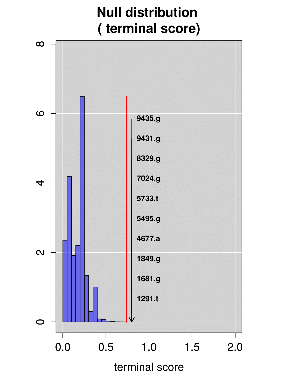 Null distribution
( terminal score)
8
6
4
2
0
9435.g
9431.g
8329.g
7024.g
5733.t
5495.g
4677.a
1849.g
1681.g
1291.t
0.0 0.5 1.0 1.5 2.0
terminal score